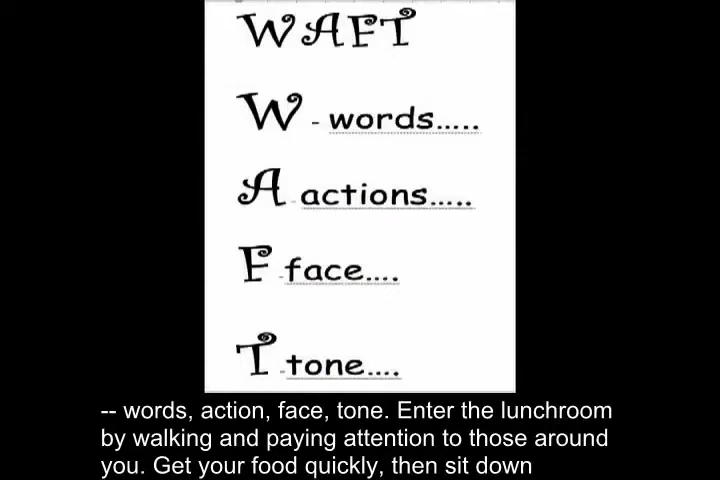 WAFT
W - words.....
A - actions.....
F - face....
T - tone....
-- words, action, face, tone. Enter the lunchroom
by walking and paying attention to those around
you. Get your food quickly, then sit down